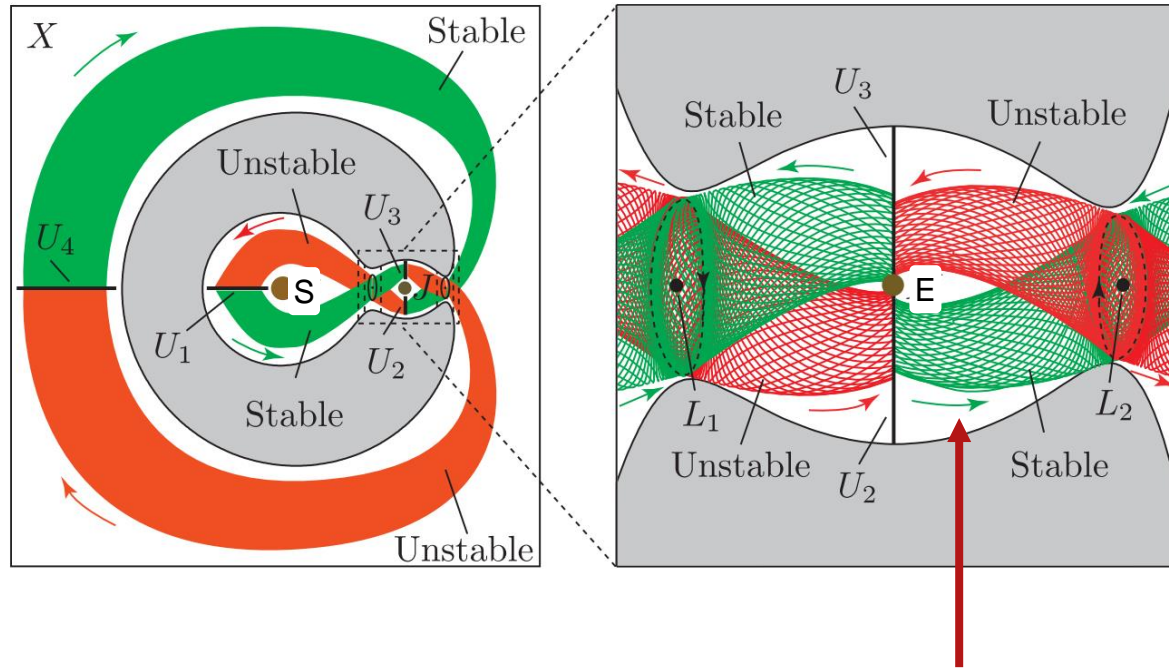 X
Stable
Unstable
U₃
U₄
S
J
U₁
U₂
Stable
Unstable
U₃
Stable
Unstable
E
L₁
L₂
Unstable
U₂
Stable